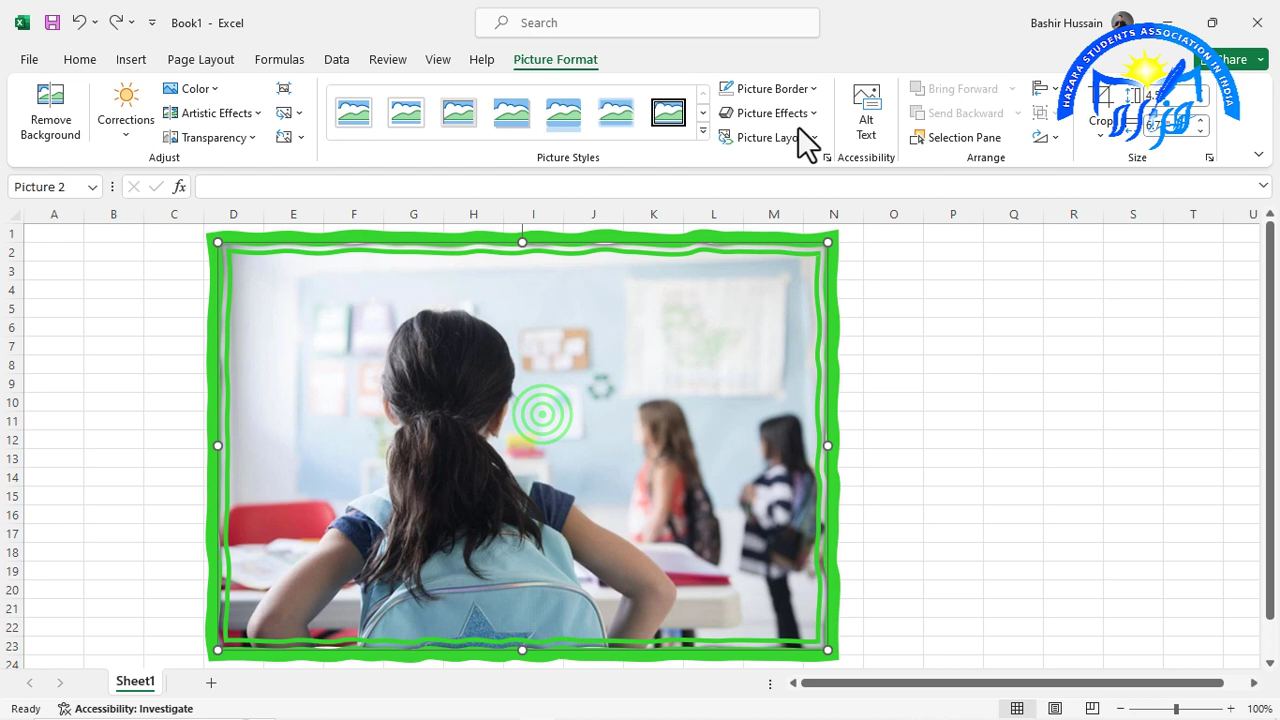 Book1 - Excel
Search
Bashir Hussain
File Home Insert Page Layout Formulas Data Review View Help Picture Format
Share
HAZARA STUDENTS ASSOCIATION IN INDIA
Remove Background
Corrections
Color
Artistic Effects
Transparency
Adjust
Picture Styles
Picture Border
Picture Effects
Picture
Alt Text
Accessibility
Bring Forward
Send Backward
Selection Pane
Arrange
Crop
Size
Picture 2
fx
A B C D E F G H I J K L M N O P Q R S T U
1
2
3
4
5
6
7
8
9
10
11
12
13
14
15
16
17
18
19
20
21
22
23
24
Sheet1
Ready
Accessibility: Investigate
100%